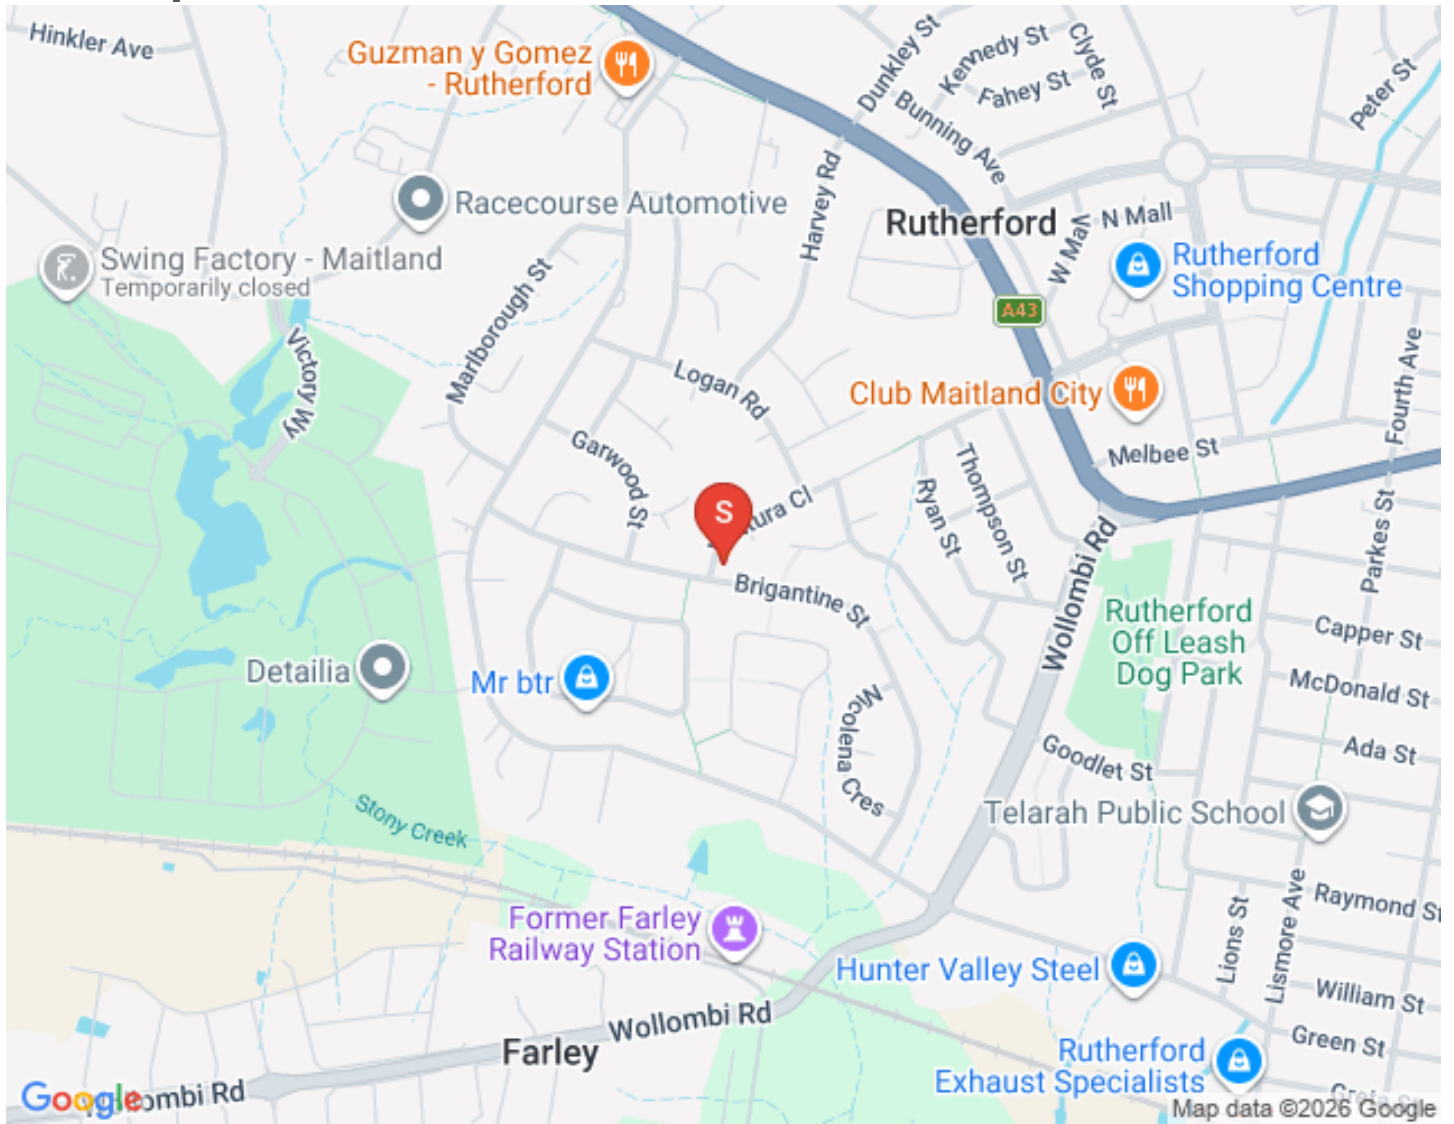 Hinkler Ave
Guzman y Gomez
- Rutherford
Dunkley St
Kennedy St
Clyde St
Fahey St
Peter St
Bunning Ave
Racecourse Automotive
Harvey Rd
Rutherford
N Mall
W Mall
Swing Factory - Maitland
Temporarily closed
Rutherford
Shopping Centre
A43
Marlborough St
Victory Wy
Logan Rd
Club Maitland City
Fourth Ave
Garwood St
Melbee St
Thompson St
Ryan St
S
tura Cl
Parkes St
Wollombi Rd
Brigantine St
Rutherford
Off Leash
Dog Park
Capper St
Detailia
Mr btr
McDonald St
Nicolena Cres
Goodlet St
Ada St
Stony Creek
Telarah Public School
Raymond St
Lions St
Lismore Ave
Former Farley
Railway Station
Hunter Valley Steel
William St
Wollombi Rd
Farley
Green St
Rutherford
Exhaust Specialists
Google
ombi Rd
Greta St
Map data ©2026 Google